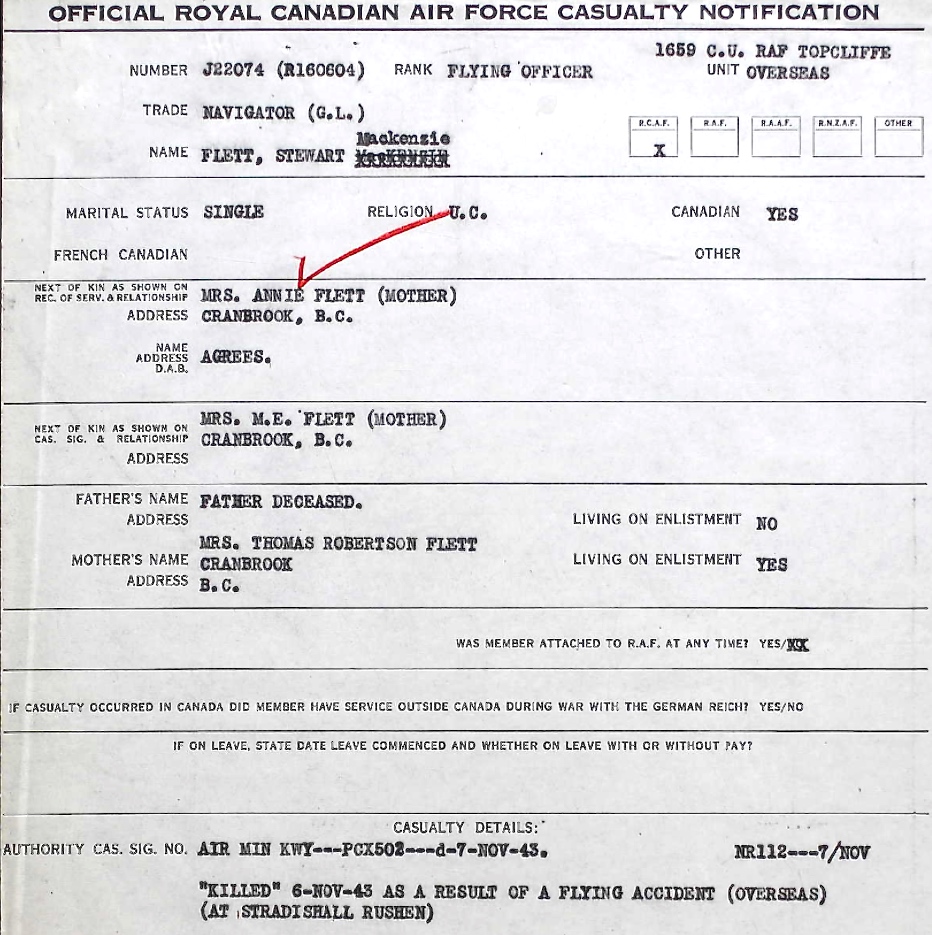 OFFICIAL ROYAL CANADIAN AIR FORCE CASUALTY NOTIFICATION
1659 C.U. RAF TOPCLIFFE
NUMBER J22074 (R160604) RANK FLYING OFFICER UNIT OVERSEAS
TRADE NAVIGATOR (G.L.)
R.C.A.F. R.A.F. R.A.A.F. R.N.Z.A.F. OTHER
Mackenzie
NAME FLETT, STEWART X
MARITAL STATUS SINGLE RELIGION U.C. CANADIAN YES
FRENCH CANADIAN OTHER
NEXT OF KIN AS SHOWN ON
REC. OF SERV. & RELATIONSHIP MRS. ANNIE FLETT (MOTHER)
ADDRESS CRANBROOK, B.C.
NAME
ADDRESS AGREES.
D.A.B.
MRS. M.E. FLETT (MOTHER)
NEXT OF KIN AS SHOWN ON
CAS. SIG. & RELATIONSHIP CRANBROOK, B.C.
ADDRESS
FATHER'S NAME FATHER DECEASED.
ADDRESS LIVING ON ENLISTMENT NO
MRS. THOMAS ROBERTSON FLETT
MOTHER'S NAME CRANBROOK LIVING ON ENLISTMENT YES
ADDRESS B.C.
WAS MEMBER ATTACHED TO R.A.F. AT ANY TIME? YES/XX
IF CASUALTY OCCURRED IN CANADA DID MEMBER HAVE SERVICE OUTSIDE CANADA DURING WAR WITH THE GERMAN REICH? YES/NO
IF ON LEAVE, STATE DATE LEAVE COMMENCED AND WHETHER ON LEAVE WITH OR WITHOUT PAY?
CASUALTY DETAILS:
AUTHORITY CAS. SIG. NO. AIR MIN KWY---PCX502---d-7-NOV-43. NR112---7/NOV
"KILLED" 6-NOV-43 AS A RESULT OF A FLYING ACCIDENT (OVERSEAS)
(AT STRADISHALL RUSHEN)